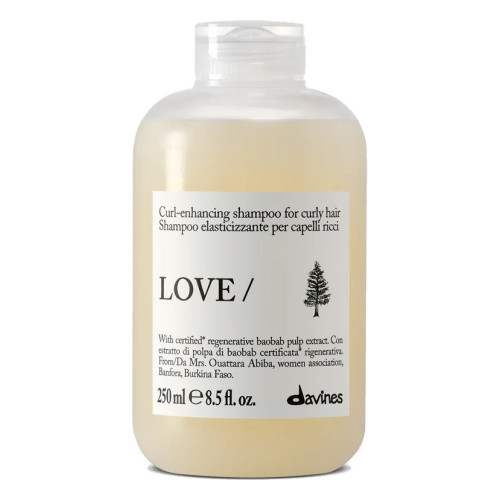 Curl-enhancing shampoo for curly hair
Shampoo elasticizzante per capelli ricci
LOVE /
With certified* regenerative baobab pulp extract. Con
estratto di polpa di baobab certificata* rigenerativa.
From/Da Mrs. Ouattara Abiba, women association,
Banfora, Burkina Faso.
250 ml ℮ 8.5 fl. oz.
davines